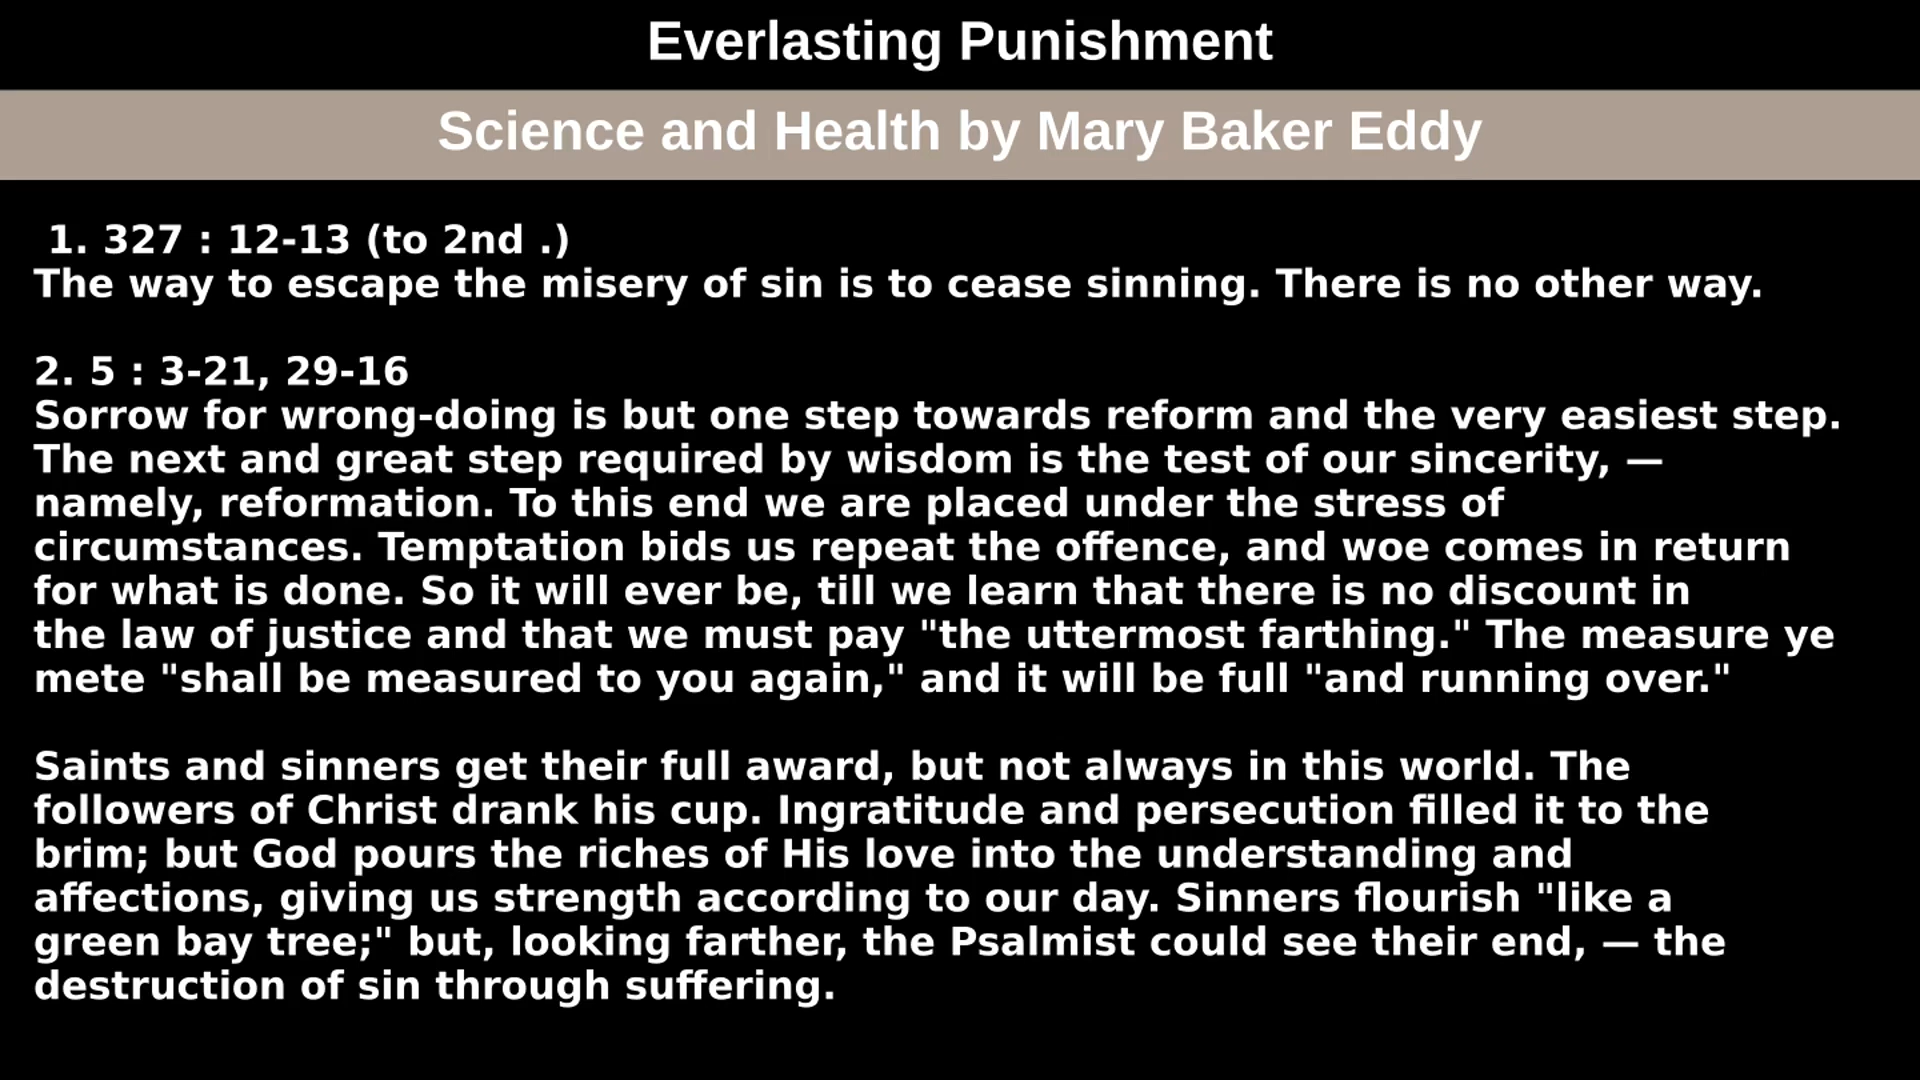 Everlasting Punishment
Science and Health by Mary Baker Eddy
1. 327 : 12-13 (to 2nd .)
The way to escape the misery of sin is to cease sinning. There is no other way.
2. 5 : 3-21, 29-16
Sorrow for wrong-doing is but one step towards reform and the very easiest step.
The next and great step required by wisdom is the test of our sincerity, —
namely, reformation. To this end we are placed under the stress of
circumstances. Temptation bids us repeat the offence, and woe comes in return
for what is done. So it will ever be, till we learn that there is no discount in
the law of justice and that we must pay "the uttermost farthing." The measure ye
mete "shall be measured to you again," and it will be full "and running over."
Saints and sinners get their full award, but not always in this world. The
followers of Christ drank his cup. Ingratitude and persecution filled it to the
brim; but God pours the riches of His love into the understanding and
affections, giving us strength according to our day. Sinners flourish "like a
green bay tree;" but, looking farther, the Psalmist could see their end, — the
destruction of sin through suffering.